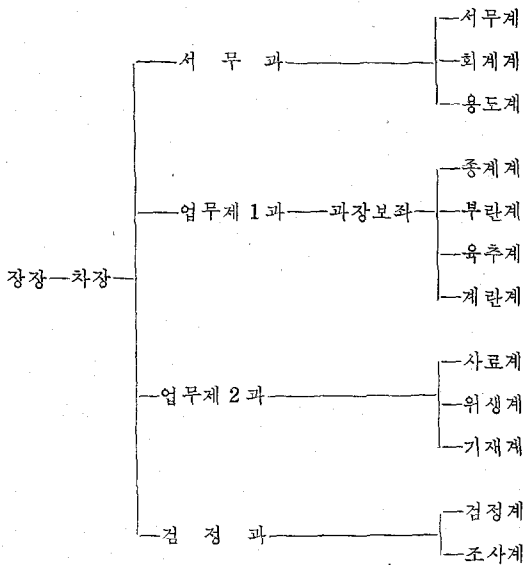 서무계
서 무 과
회계계
용도계
종계계
업무제 1 과
과장보좌
부란계
육추계
장장
차장
계란계
사료계
업무제 2 과
위생계
기재계
검정계
검 정 과
조사계